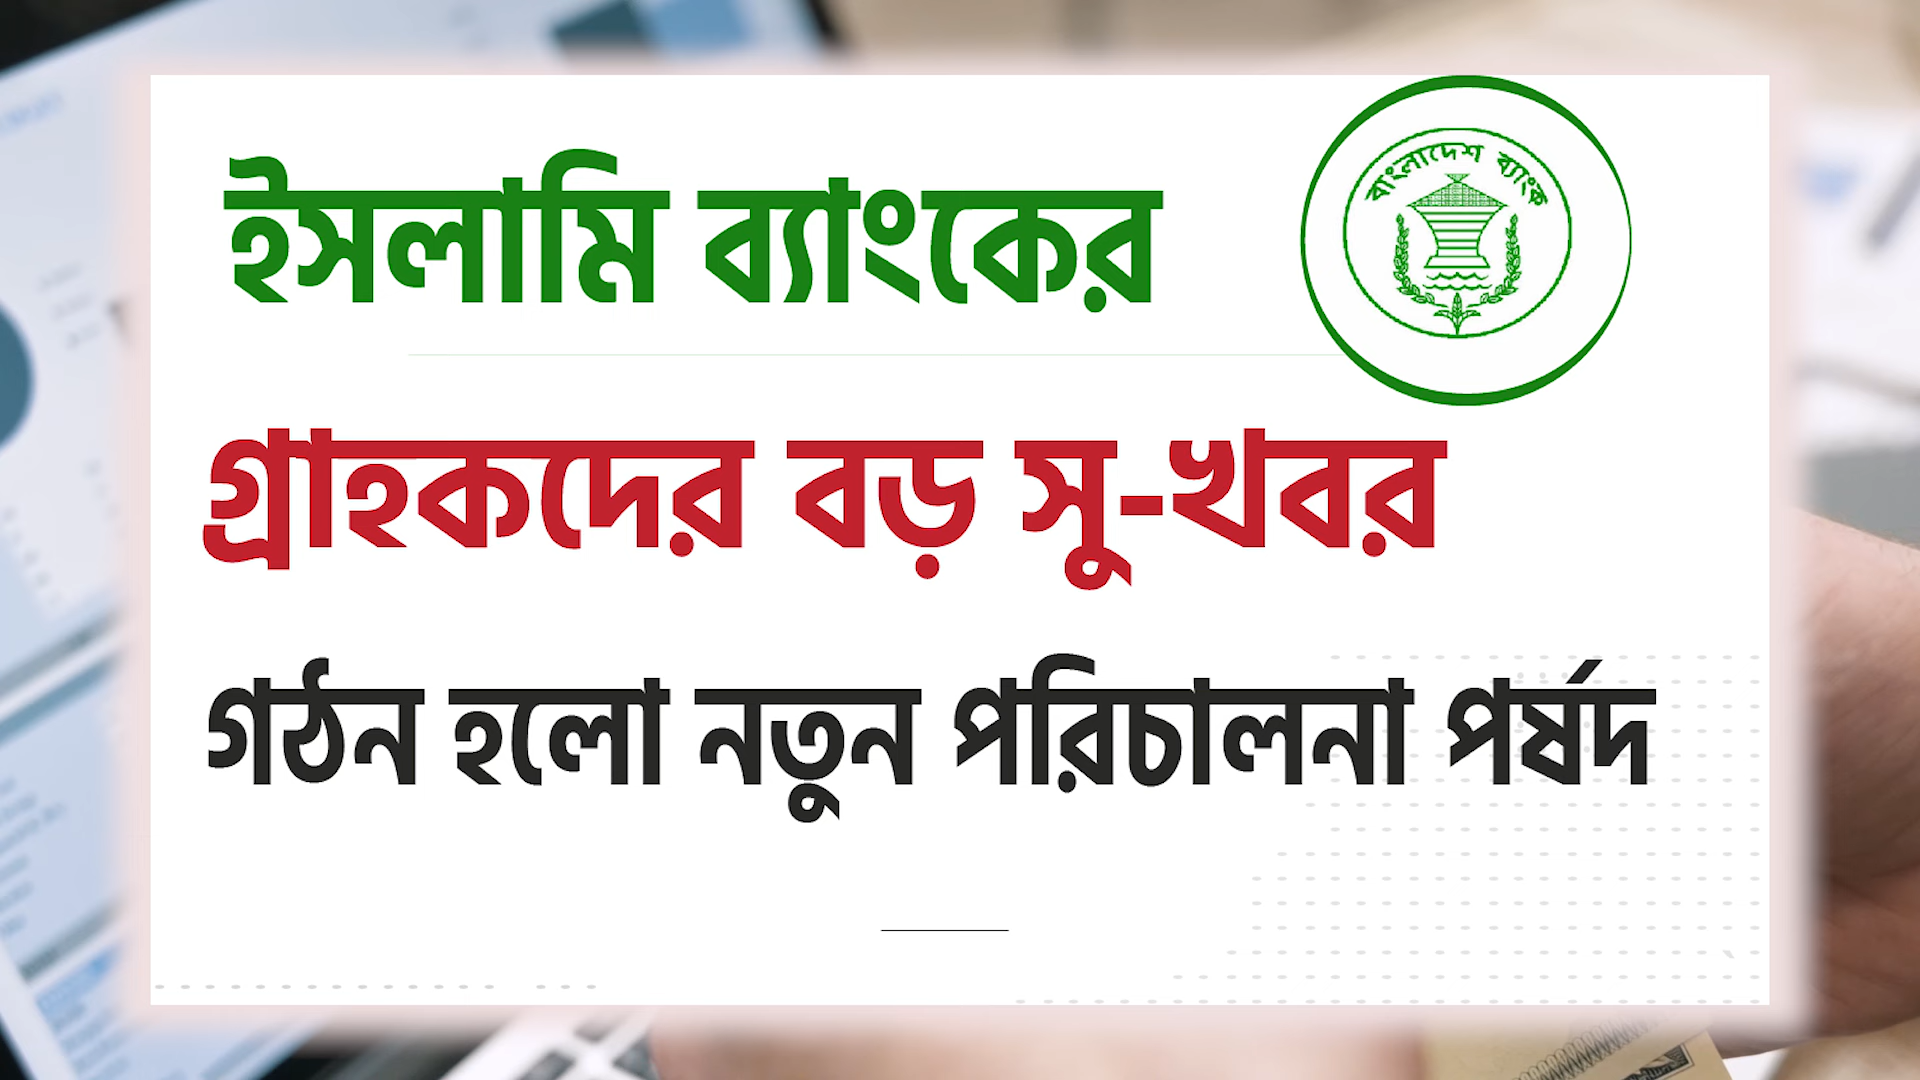 ইসলামি ব্যাংকের
বাংলাদেশ ব্যাংক
গ্রাহকদের বড় সু-খবর
গঠন হলো নতুন পরিচালনা পর্ষদ